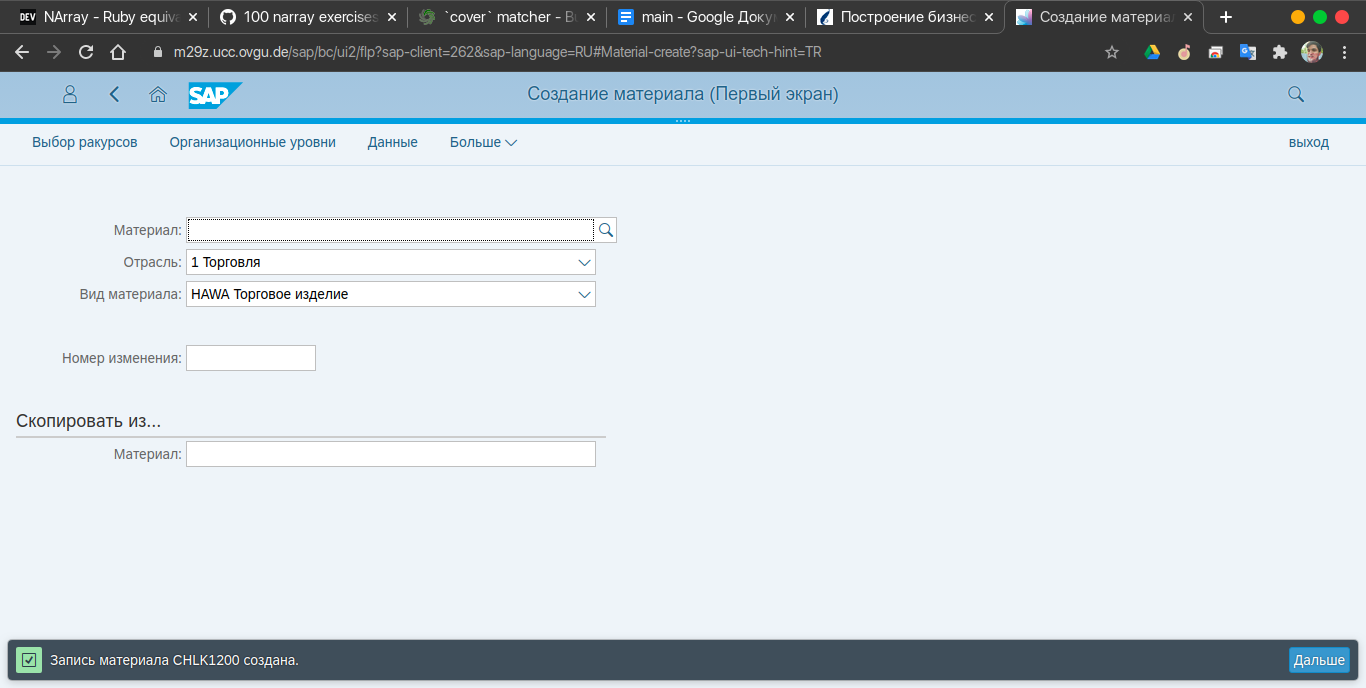 DEV NArray - Ruby equiva
100 narray exercises
`cover` matcher - Bu
main - Google Доку
Построение бизнес
Создание материа
m29z.ucc.ovgu.de/sap/bc/ui2/flp?sap-client=262&sap-language=RU#Material-create?sap-ui-tech-hint=TR
SAP Создание материала (Первый экран)
Выбор ракурсов Организационные уровни Данные Больше выход
Материал:
Отрасль: 1 Торговля
Вид материала: HAWA Торговое изделие
Номер изменения:
Скопировать из...
Материал:
Запись материала CHLK1200 создана. Дальше